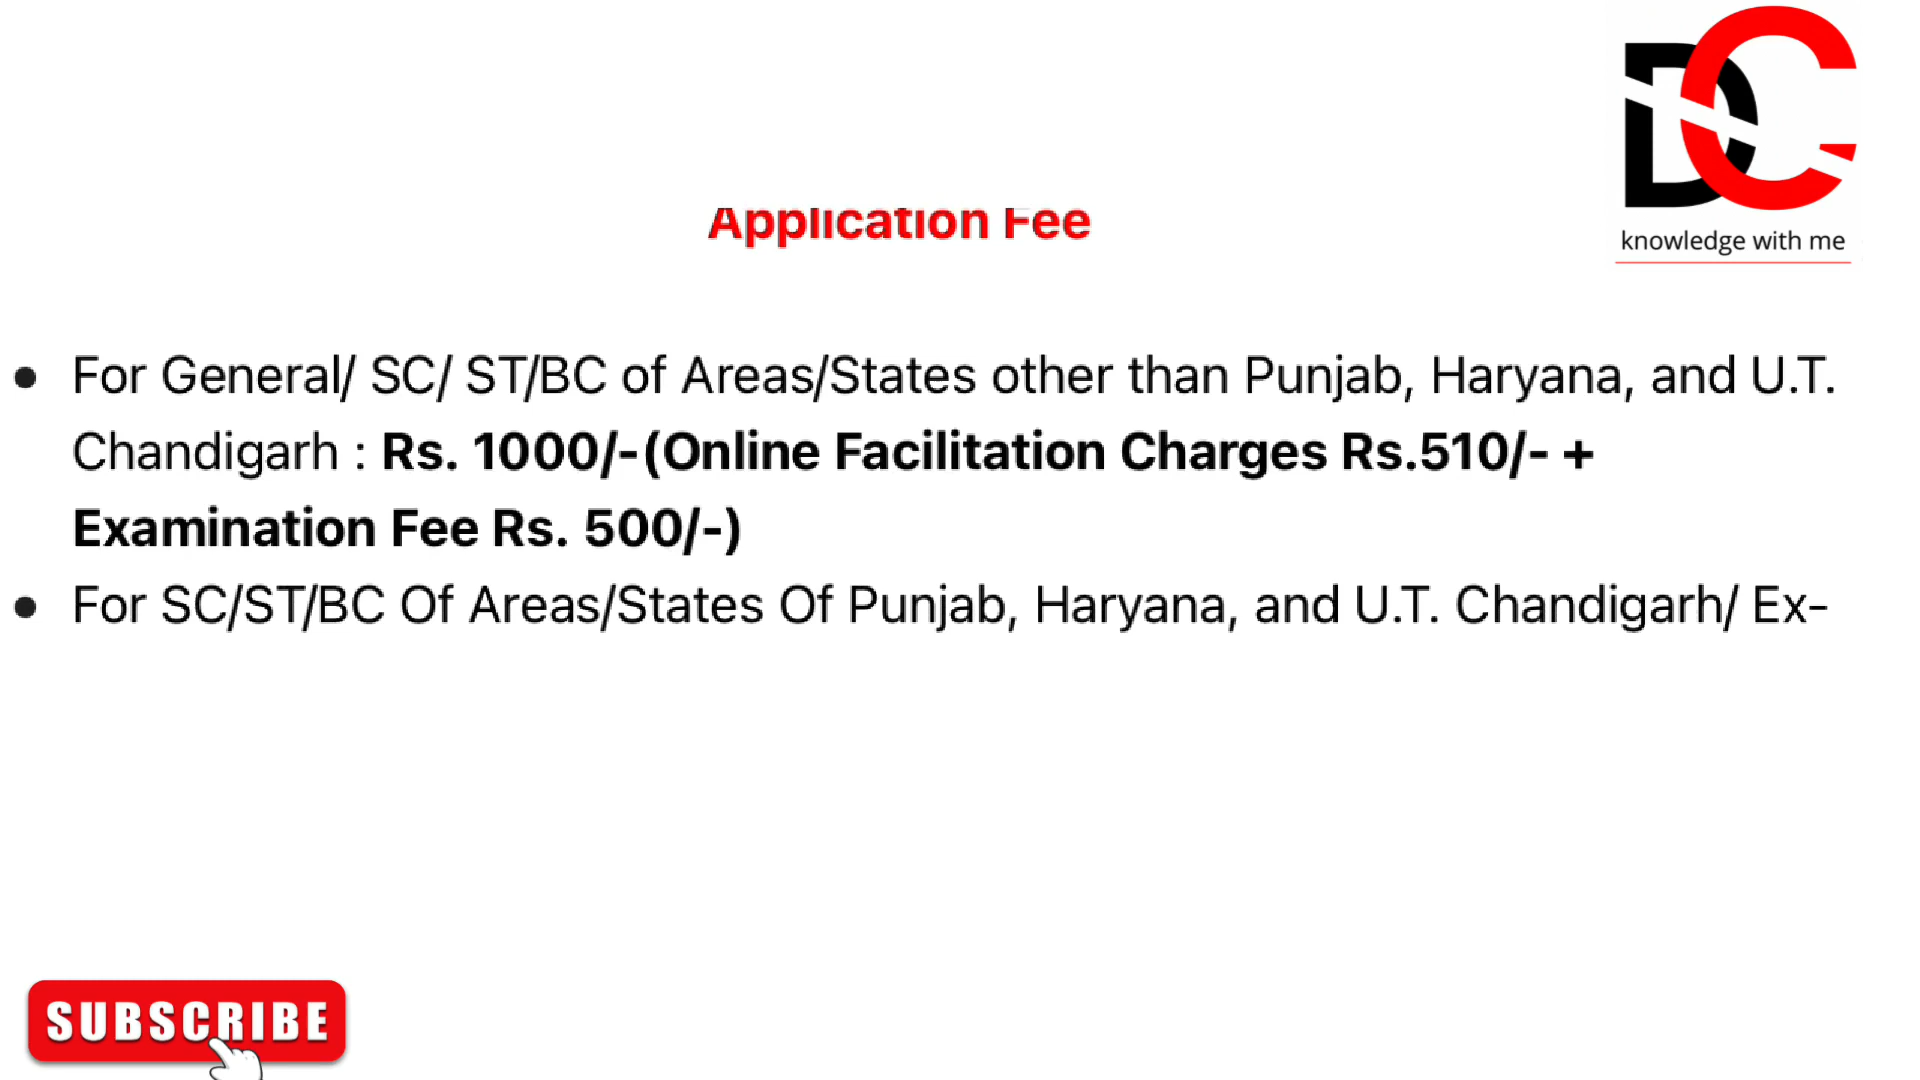 DC
knowledge with me
Application Fee
• For General/ SC/ ST/BC of Areas/States other than Punjab, Haryana, and U.T.
Chandigarh : Rs. 1000/-(Online Facilitation Charges Rs.510/- +
Examination Fee Rs. 500/-)
• For SC/ST/BC Of Areas/States Of Punjab, Haryana, and U.T. Chandigarh/ Ex-
SUBSCRIBE